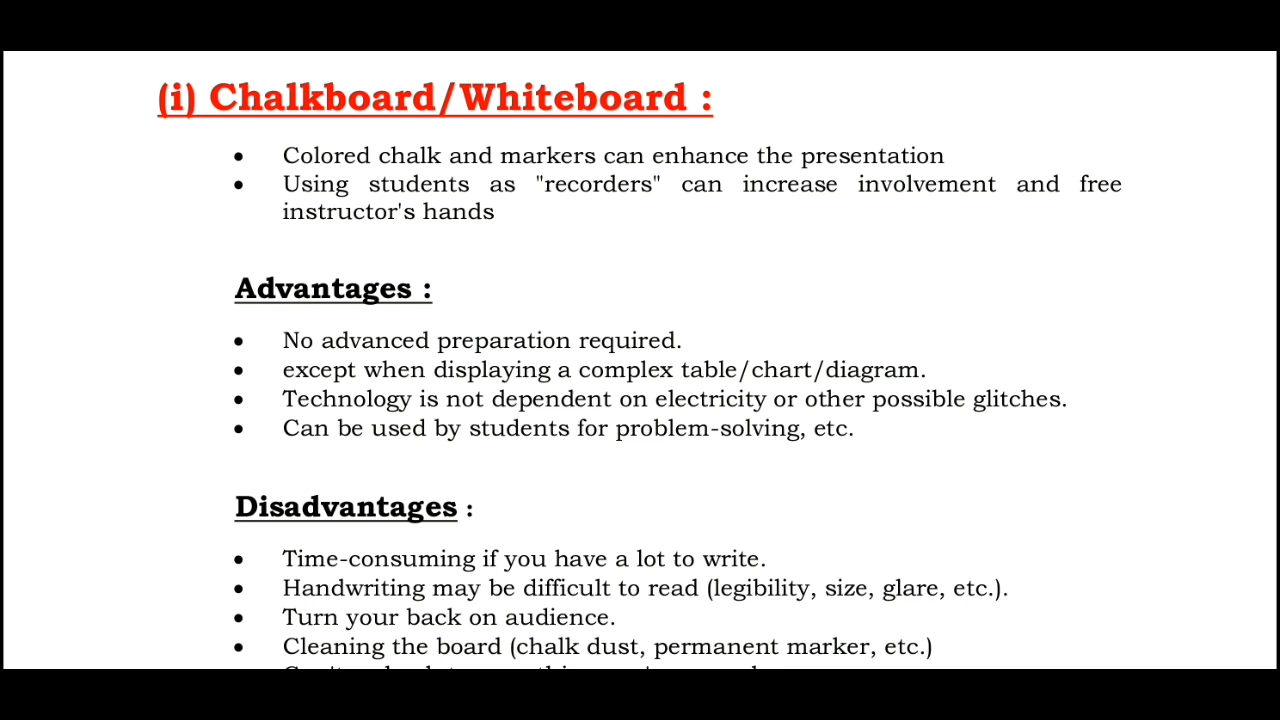 (i) Chalkboard/Whiteboard :
• Colored chalk and markers can enhance the presentation
• Using students as "recorders" can increase involvement and free
instructor's hands
Advantages :
• No advanced preparation required.
• except when displaying a complex table/chart/diagram.
• Technology is not dependent on electricity or other possible glitches.
• Can be used by students for problem-solving, etc.
Disadvantages :
• Time-consuming if you have a lot to write.
• Handwriting may be difficult to read (legibility, size, glare, etc.).
• Turn your back on audience.
• Cleaning the board (chalk dust, permanent marker, etc.)